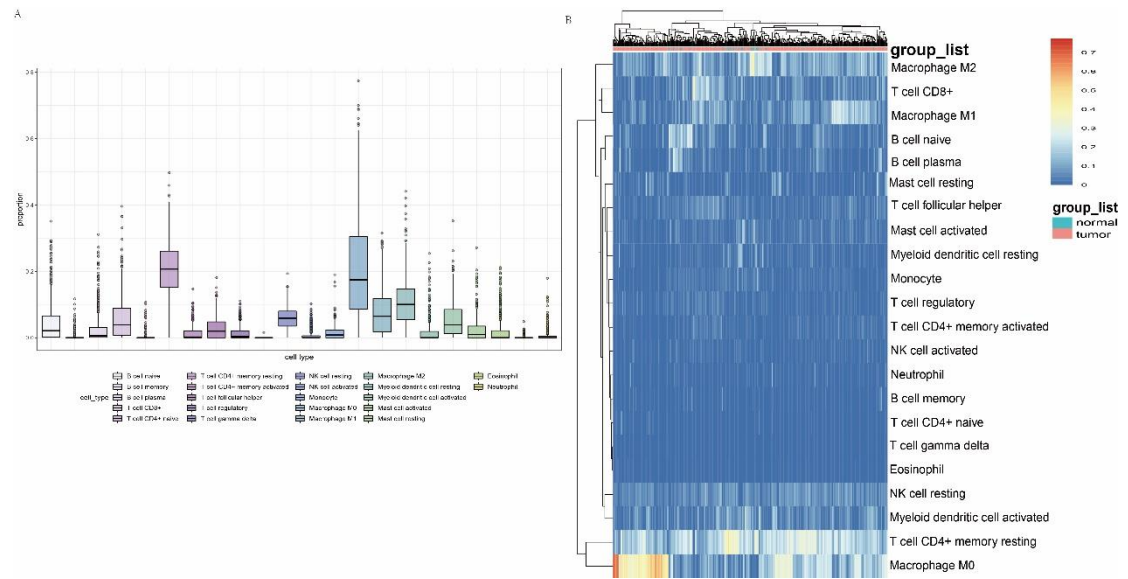 A
B
0.8
0.6
0.4
0.2
0.0
proportion
cell type
cell_type
B cell naive
B cell memory
B cell plasma
T cell CD8+
T cell CD4+ naive
T cell CD4+ memory resting
T cell CD4+ memory activated
T cell follicular helper
T cell regulatory
T cell gamma delta
NK cell resting
NK cell activated
Monocyte
Macrophage M0
Macrophage M1
Macrophage M2
Myeloid dendritic cell resting
Myeloid dendritic cell activated
Mast cell activated
Mast cell resting
Eosinophil
Neutrophil
group_list
Macrophage M2
T cell CD8+
Macrophage M1
B cell naive
B cell plasma
Mast cell resting
T cell follicular helper
Mast cell activated
Myeloid dendritic cell resting
Monocyte
T cell regulatory
T cell CD4+ memory activated
NK cell activated
Neutrophil
B cell memory
T cell CD4+ naive
T cell gamma delta
Eosinophil
NK cell resting
Myeloid dendritic cell activated
T cell CD4+ memory resting
Macrophage M0
0.7
0.6
0.5
0.4
0.3
0.2
0.1
0
group_list
normal
tumor